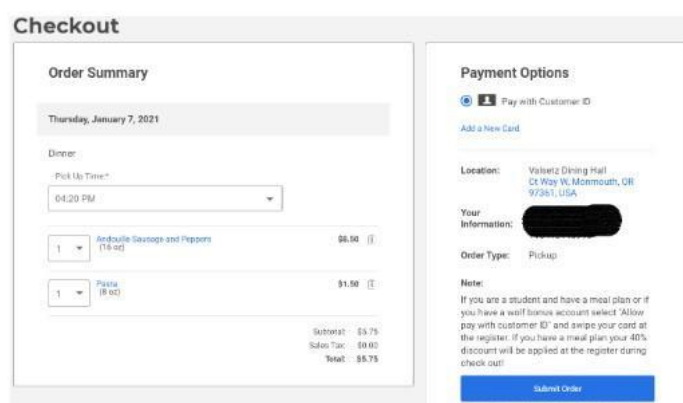 Checkout
Order Summary
Thursday, January 7, 2021
Dinner
Pick Up Time:*
04:20 PM
1 Andouille Sausage and Peppers
(16 oz)
1 Pasta
(8 oz)
$1.50
Subtotal: $5.75
Sales Tax: $0.00
Total: $5.75
Payment Options
Pay with Customer ID
Add a New Card
Location: Valsetz Dining Hall
Ct Way W, Monmouth, OR
97361, USA
Your
Information:
Order Type: Pickup
Note:
If you are a student and have a meal plan or if
you have a wolf bonus account select "Allow
pay with customer ID" and swipe your card at
the register. If you have a meal plan your 40%
discount will be applied at the register during
check out!
Submit Order